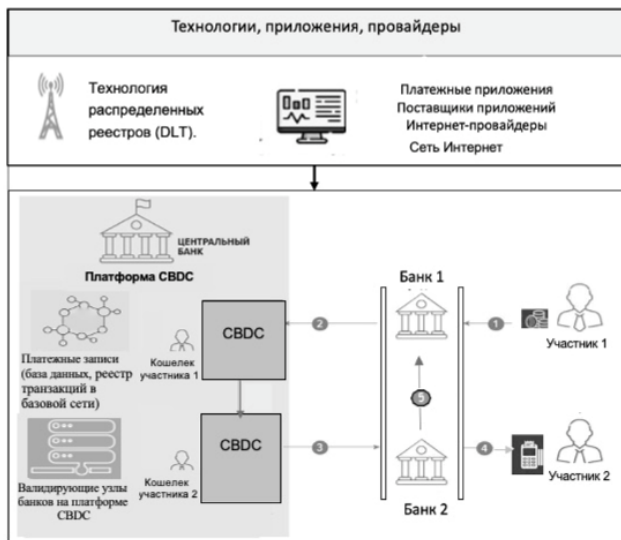 Технологии, приложения, провайдеры
Технология
распределенных
реестров (DLT).
Платежные приложения
Поставщики приложений
Интернет-провайдеры
Сеть Интернет
ЦЕНТРАЛЬНЫЙ
БАНК
Платформа CBDC
Банк 1
CBDC
2
1
Кошелек
участника 1
Участник 1
Платежные записи
(база данных, реестр
транзакций в
базовой сети)
5
CBDC
3
4
Кошелек
участника 2
Валидирующие узлы
банков на платформе
CBDC
Банк 2
Участник 2